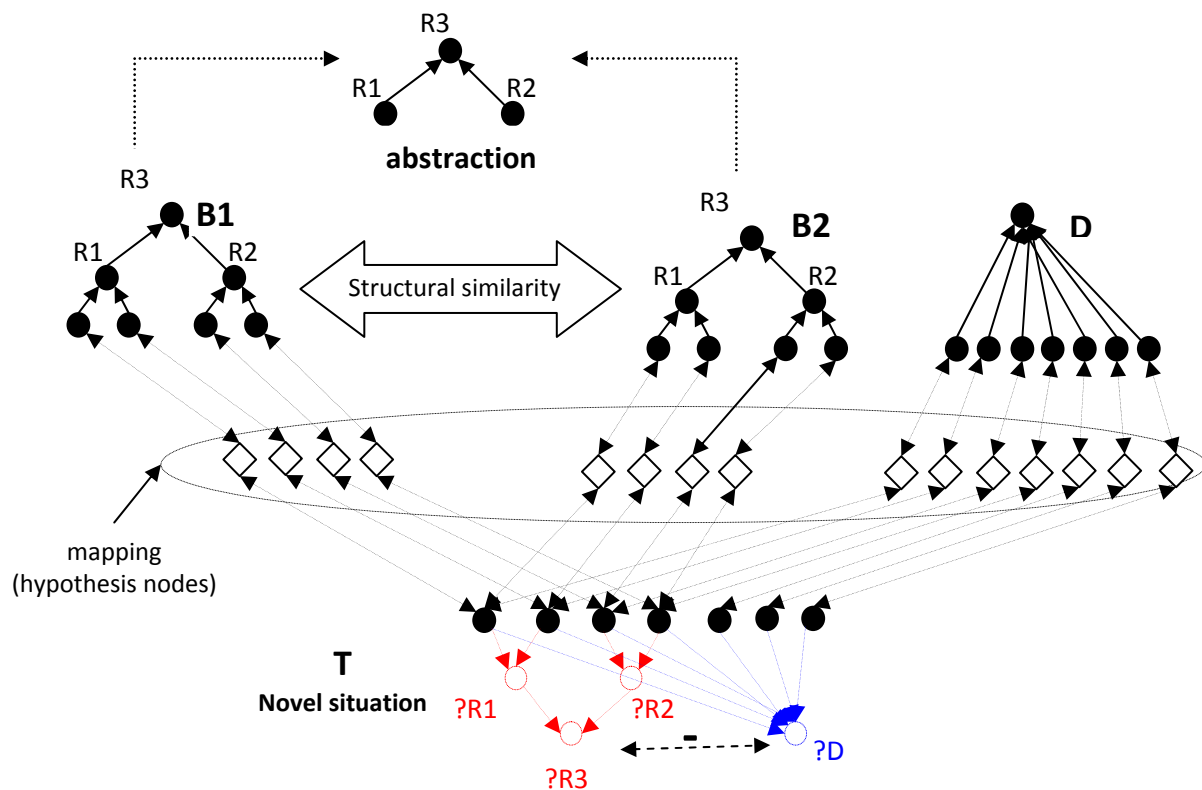 R3
R1
R2
abstraction
R3
B1
R1
R2
Structural similarity
R3
B2
R1
R2
D
mapping
(hypothesis nodes)
T
Novel situation
?R1
?R2
-
?R3
?D